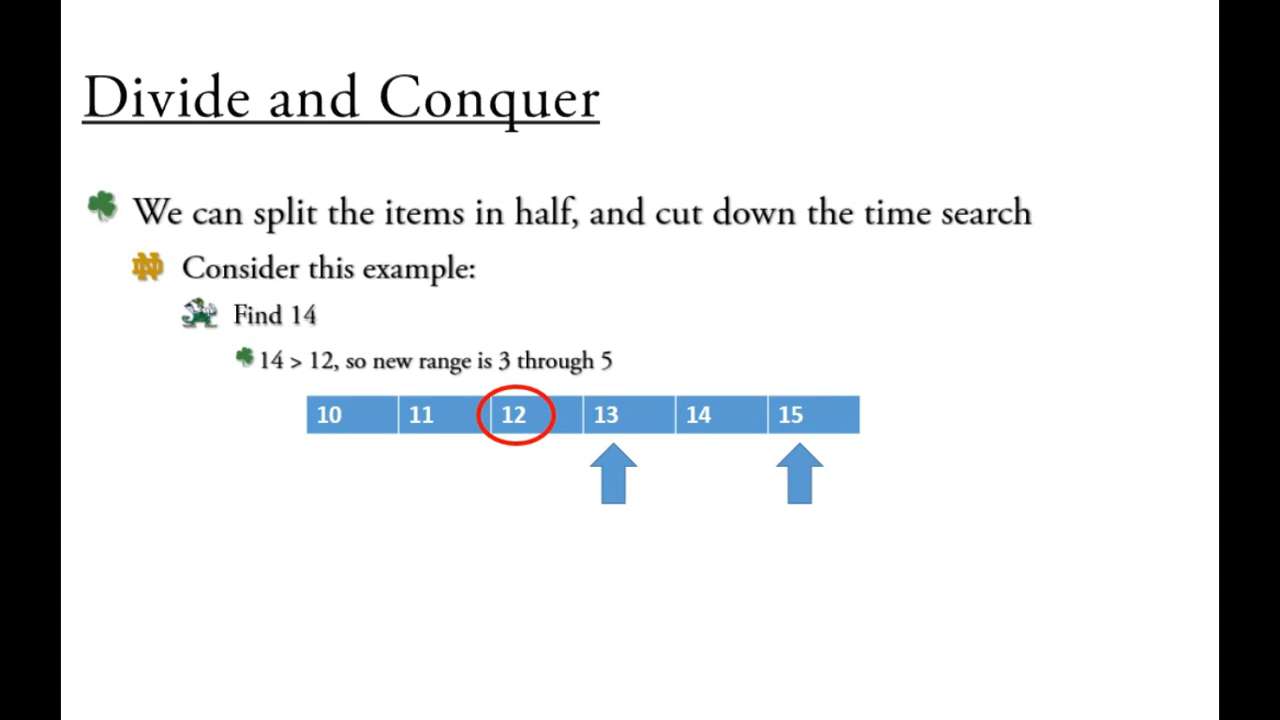 Divide and Conquer
We can split the items in half, and cut down the time search
Consider this example:
Find 14
14 > 12, so new range is 3 through 5
10 11 12 13 14 15